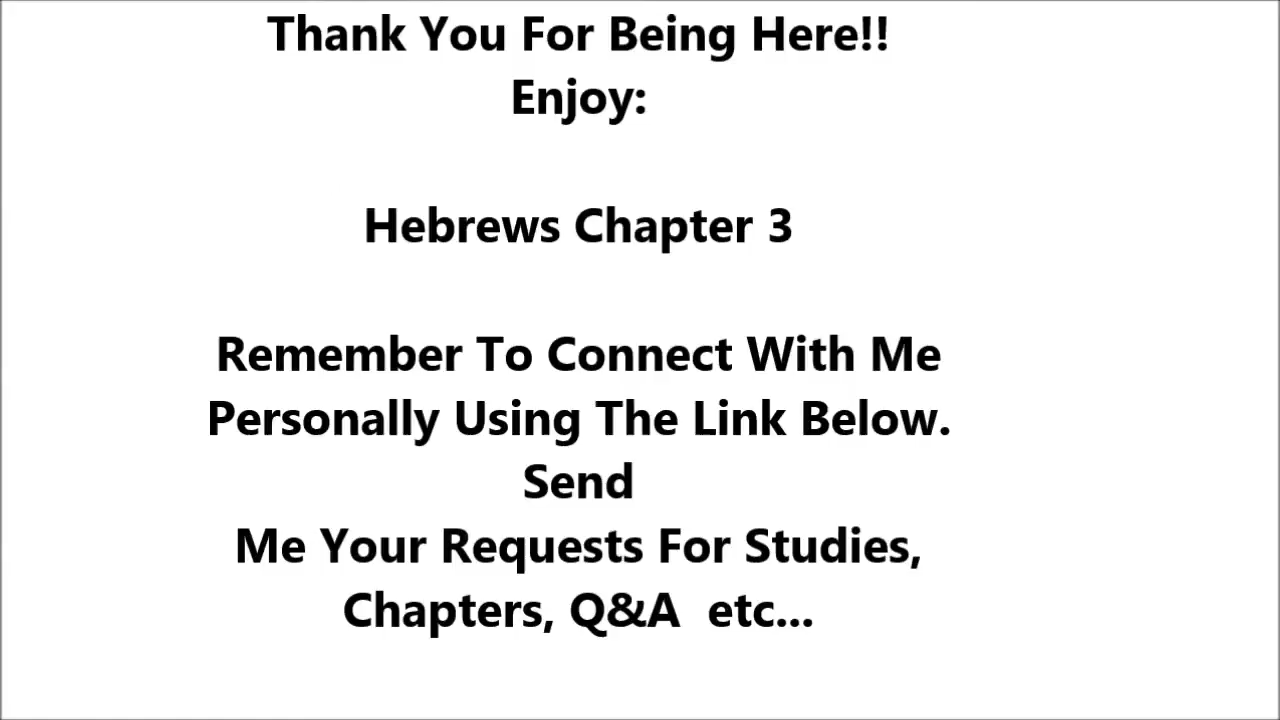 Thank You For Being Here!!
Enjoy:
Hebrews Chapter 3
Remember To Connect With Me
Personally Using The Link Below.
Send
Me Your Requests For Studies,
Chapters, Q&A  etc...